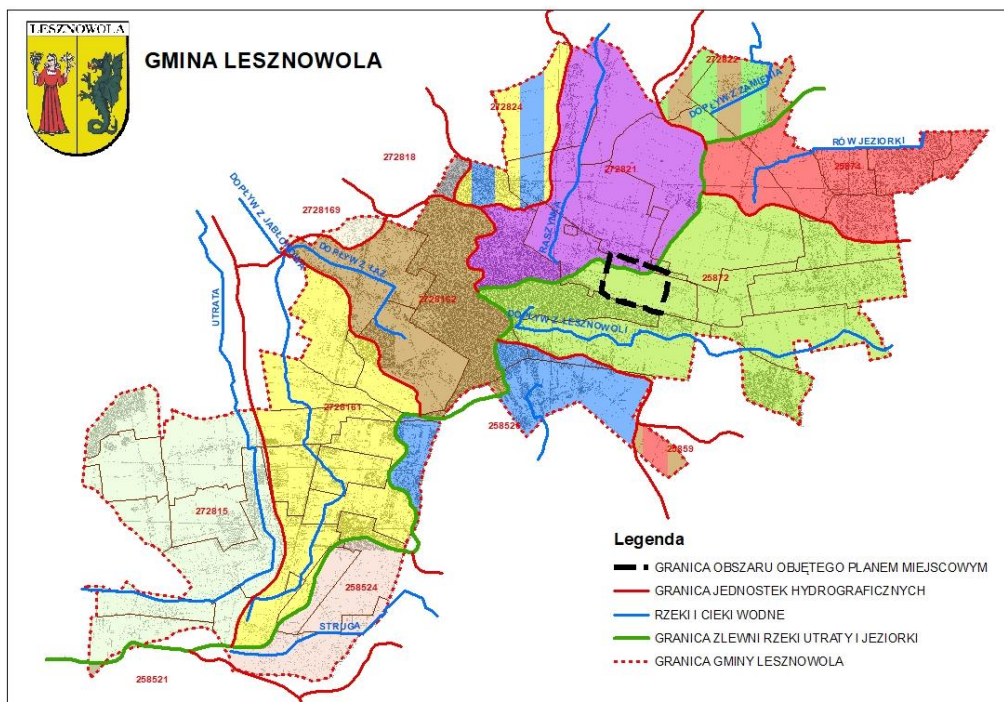 LESZNOWOLA
GMINA LESZNOWOLA
272822
DOPŁYW Z ZAMIENIA
272824
RÓW JEZIORKI
25874
272818
272821
DOPŁYW Z JABŁONOWA
2728169
RASZYNKA
DOPŁYW Z ŁAZ
25872
2728162
UTRATA
DOPŁYW Z LESZNOWOLI
2728161
25852
25859
272815
258524
STRUGA
258521
Legenda
GRANICA OBSZARU OBJĘTEGO PLANEM MIEJSCOWYM
GRANICA JEDNOSTEK HYDROGRAFICZNYCH
RZEKI I CIEKI WODNE
GRANICA ZLEWNI RZEKI UTRATY I JEZIORKI
GRANICA GMINY LESZNOWOLA